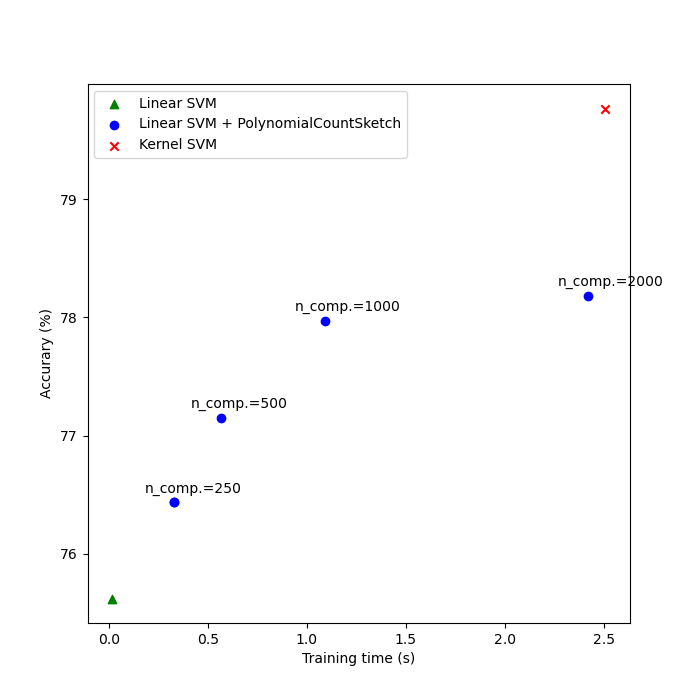 Linear SVM
Linear SVM + PolynomialCountSketch
Kernel SVM
79
n_comp.=2000
n_comp.=1000
78
n_comp.=500
77
n_comp.=250
76
Accurary (%)
0.0 0.5 1.0 1.5 2.0 2.5
Training time (s)